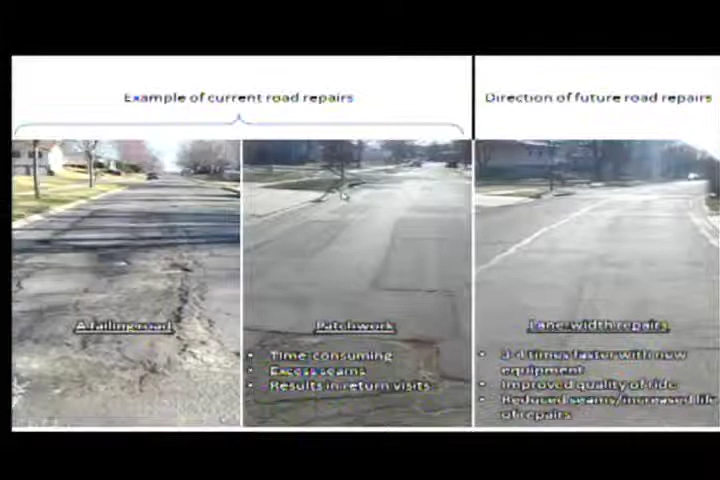 Example of current road repairs
Direction of future road repairs
A failing road
Patchwork
• Time consuming
• Excess seams
• Results in return visits
Lane-width repairs
• 3-4 times faster with new
equipment
• Improved quality of ride
• Reduced seams/increased life
of repairs